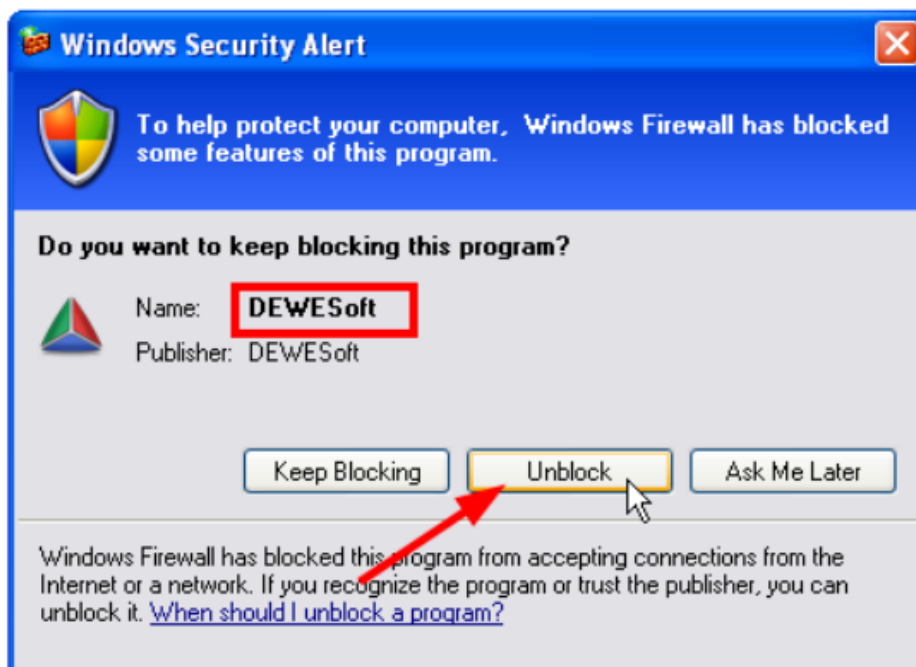 Windows Security Alert
To help protect your computer, Windows Firewall has blocked
some features of this program.
Do you want to keep blocking this program?
Name: DEWESoft
Publisher: DEWESoft
Keep Blocking Unblock Ask Me Later
Windows Firewall has blocked this program from accepting connections from the
Internet or a network. If you recognize the program or trust the publisher, you can
unblock it. When should I unblock a program?